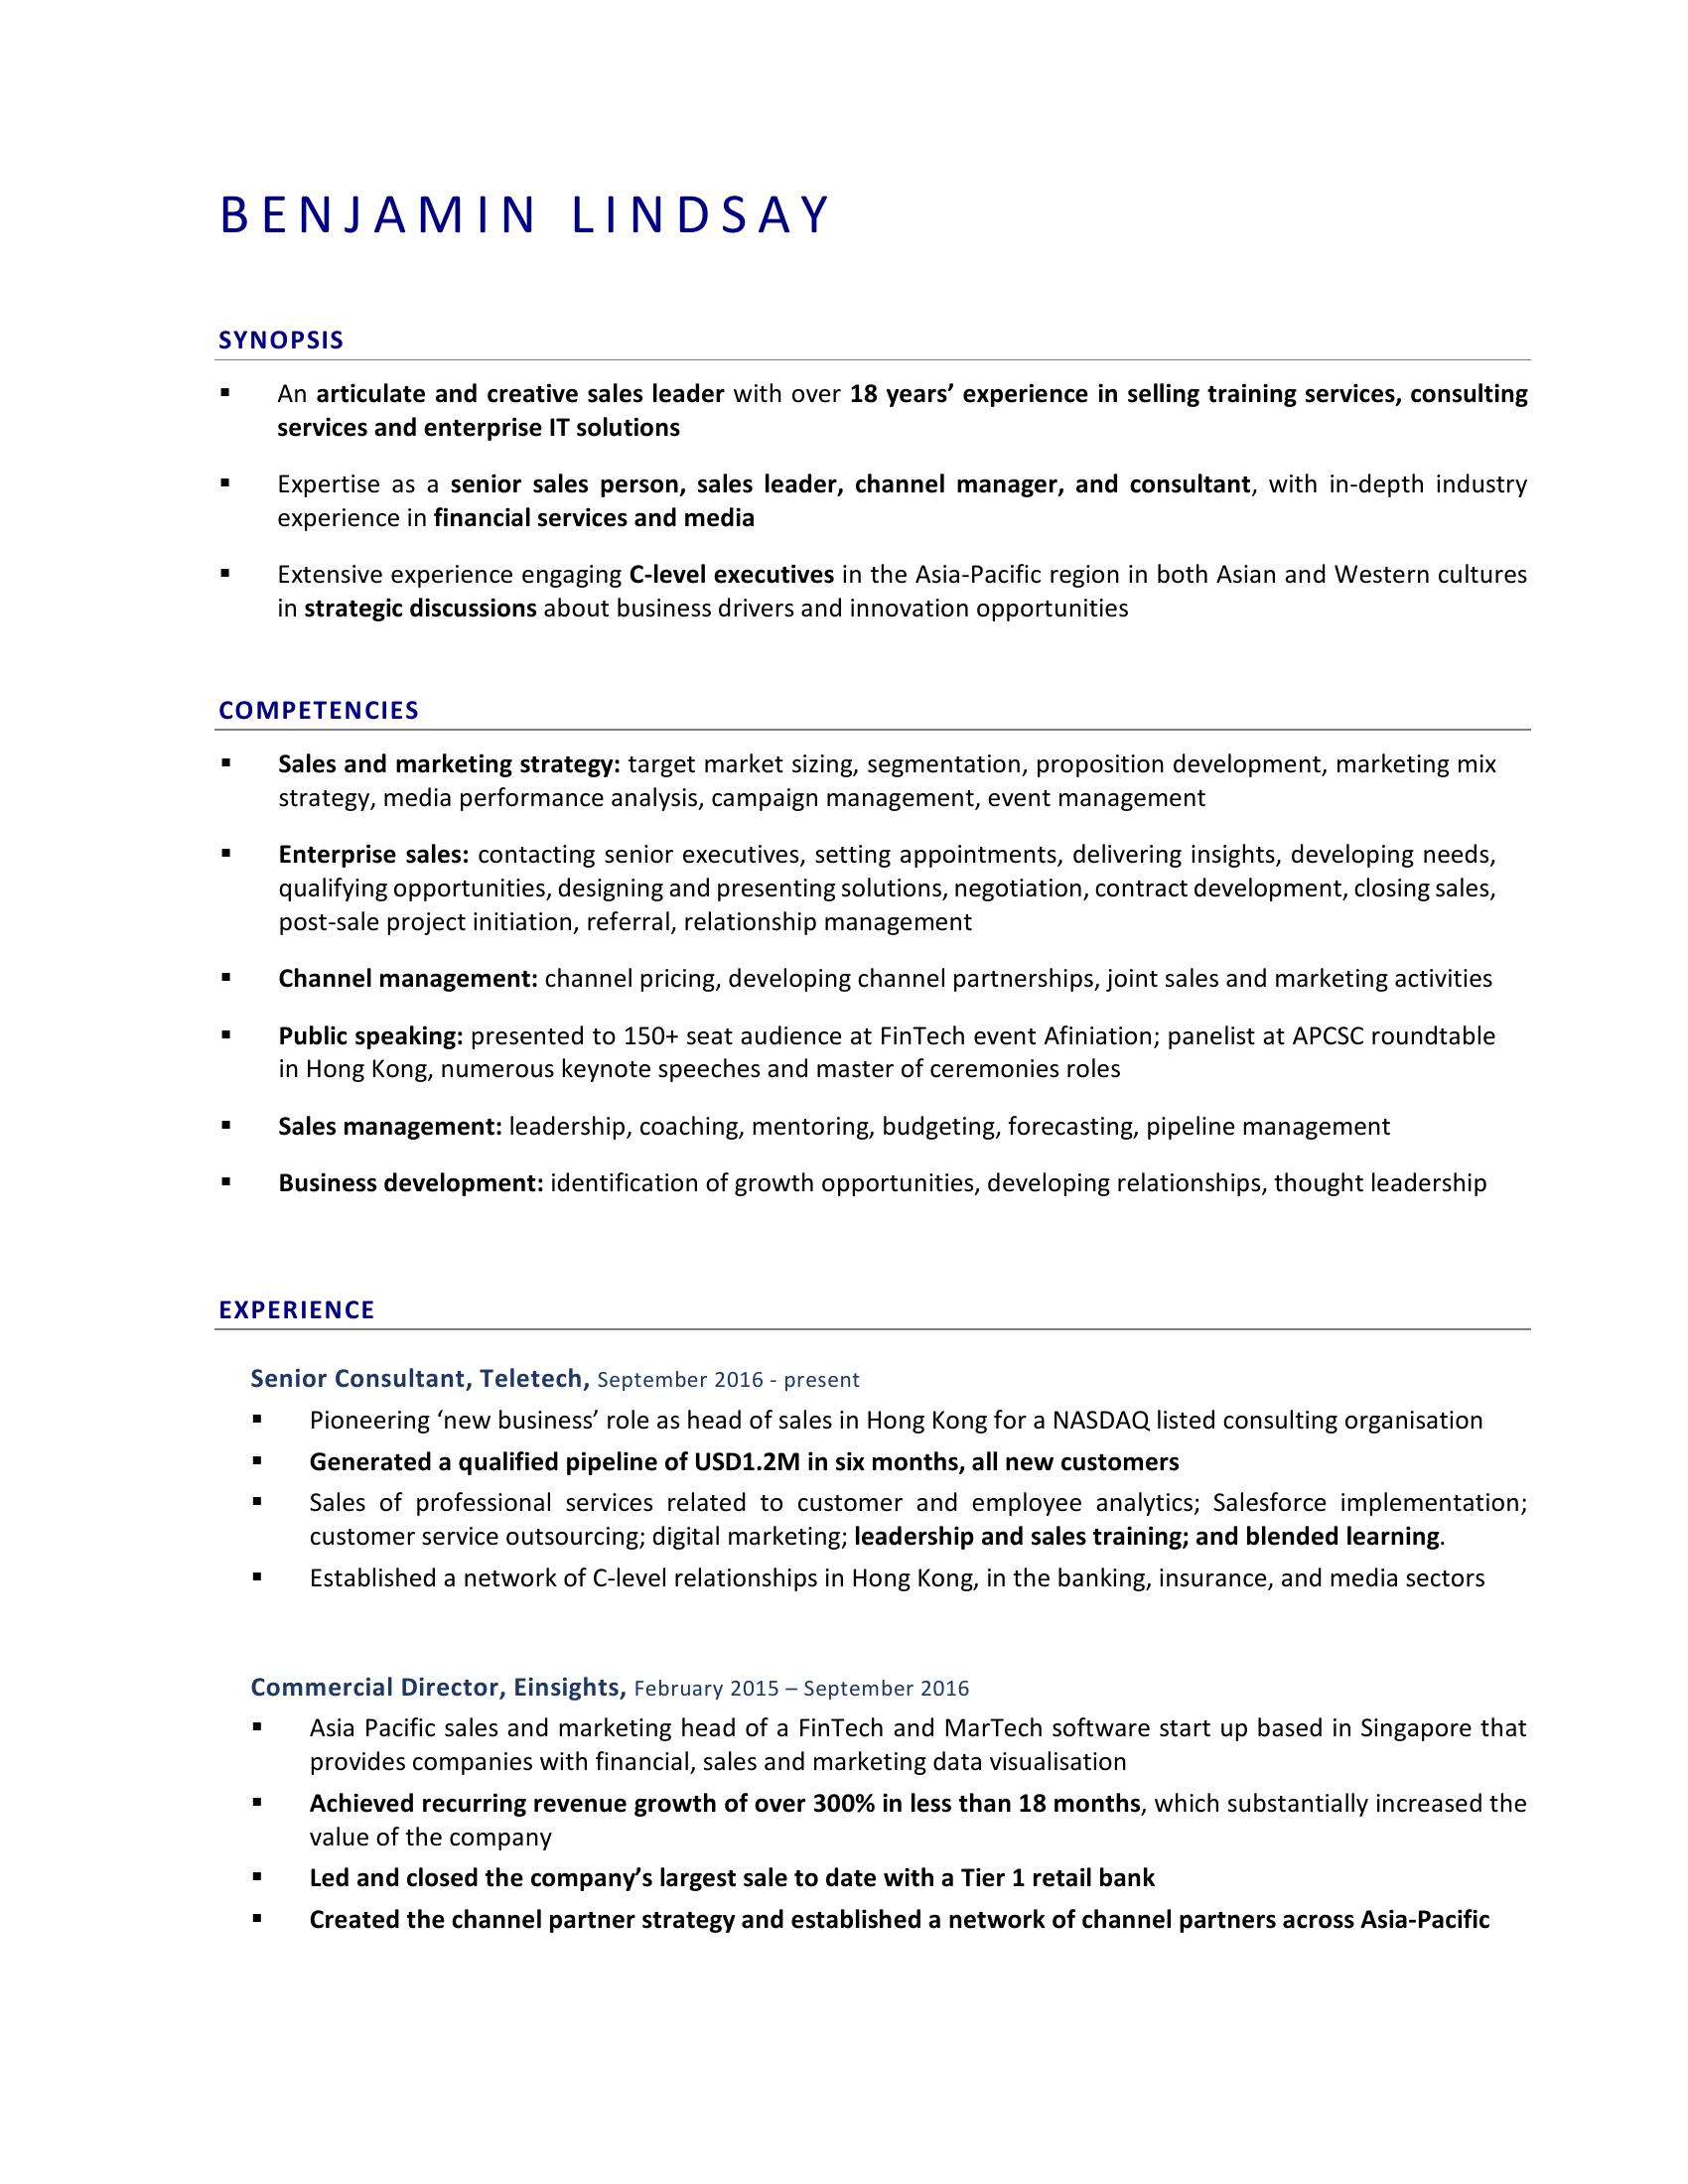 BENJAMIN LINDSAY
SYNOPSIS
▪ An articulate and creative sales leader with over 18 years’ experience in selling training services, consulting
services and enterprise IT solutions
▪ Expertise as a senior sales person, sales leader, channel manager, and consultant, with in-depth industry
experience in financial services and media
▪ Extensive experience engaging C-level executives in the Asia-Pacific region in both Asian and Western cultures
in strategic discussions about business drivers and innovation opportunities
COMPETENCIES
▪ Sales and marketing strategy: target market sizing, segmentation, proposition development, marketing mix
strategy, media performance analysis, campaign management, event management
▪ Enterprise sales: contacting senior executives, setting appointments, delivering insights, developing needs,
qualifying opportunities, designing and presenting solutions, negotiation, contract development, closing sales,
post-sale project initiation, referral, relationship management
▪ Channel management: channel pricing, developing channel partnerships, joint sales and marketing activities
▪ Public speaking: presented to 150+ seat audience at FinTech event Afiniation; panelist at APCSC roundtable
in Hong Kong, numerous keynote speeches and master of ceremonies roles
▪ Sales management: leadership, coaching, mentoring, budgeting, forecasting, pipeline management
▪ Business development: identification of growth opportunities, developing relationships, thought leadership
EXPERIENCE
Senior Consultant, Teletech, September 2016 - present
▪ Pioneering ‘new business’ role as head of sales in Hong Kong for a NASDAQ listed consulting organisation
▪ Generated a qualified pipeline of USD1.2M in six months, all new customers
▪ Sales of professional services related to customer and employee analytics; Salesforce implementation;
customer service outsourcing; digital marketing; leadership and sales training; and blended learning.
▪ Established a network of C-level relationships in Hong Kong, in the banking, insurance, and media sectors
Commercial Director, Einsights, February 2015 – September 2016
▪ Asia Pacific sales and marketing head of a FinTech and MarTech software start up based in Singapore that
provides companies with financial, sales and marketing data visualisation
▪ Achieved recurring revenue growth of over 300% in less than 18 months, which substantially increased the
value of the company
▪ Led and closed the company’s largest sale to date with a Tier 1 retail bank
▪ Created the channel partner strategy and established a network of channel partners across Asia-Pacific